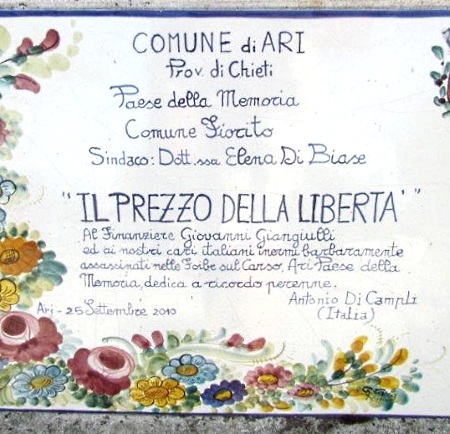 COMUNE di ARI
Prov. di Chieti
Paese della Memoria
Comune Fiorito
Sindaco: Dott.ssa Elena Di Biase
"IL PREZZO DELLA LIBERTA'"
Al Finanziere Giovanni Giangiulli
ed ai nostri cari italiani inermi barbaramente
assassinati nelle Foibe sul Carso, Ari Paese della
Memoria, dedica a ricordo perenne.
Antonio Di Campli
(Italia)
Ari - 25 Settembre 2010